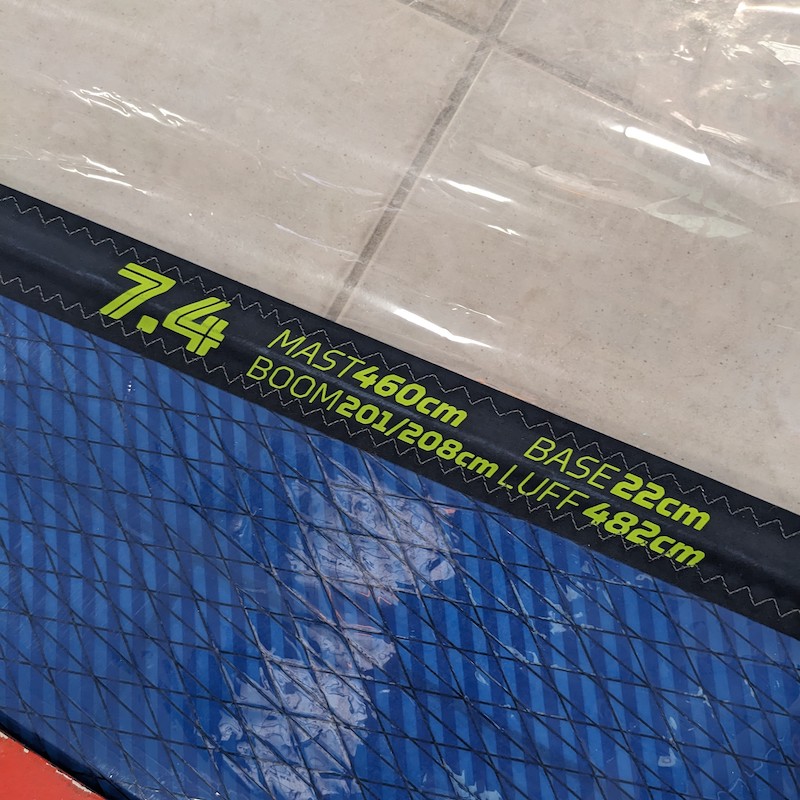 7.4
MAST460cm BASE22cm
BOOM201/208cm LUFF482cm